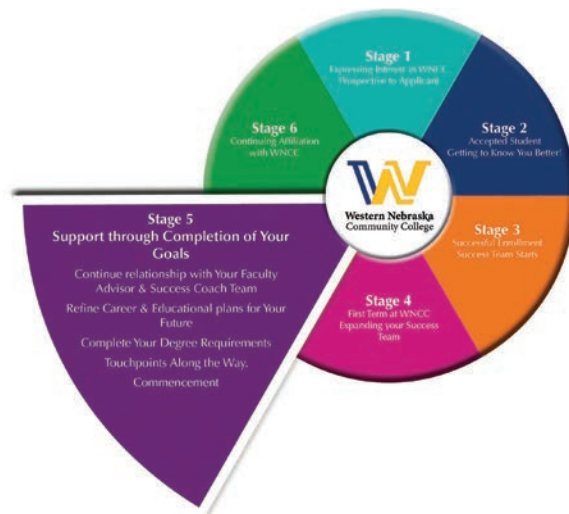 Stage 1
Expressing Interest in WNCC
Prospective to Applicant
Stage 2
Accepted Student
Getting to Know You Better!
Stage 6
Continuing Affiliation
with WNCC
W
Western Nebraska
Community College
Stage 3
Successful Enrollment
Success Team Starts
Stage 5
Support through Completion of Your
Goals
Continue relationship with Your Faculty
Advisor & Success Coach Team
Refine Career & Educational plans for Your
Future
Complete Your Degree Requirements
Touchpoints Along the Way.
Commencement
Stage 4
First Term at WNCC
Expanding your Success
Team